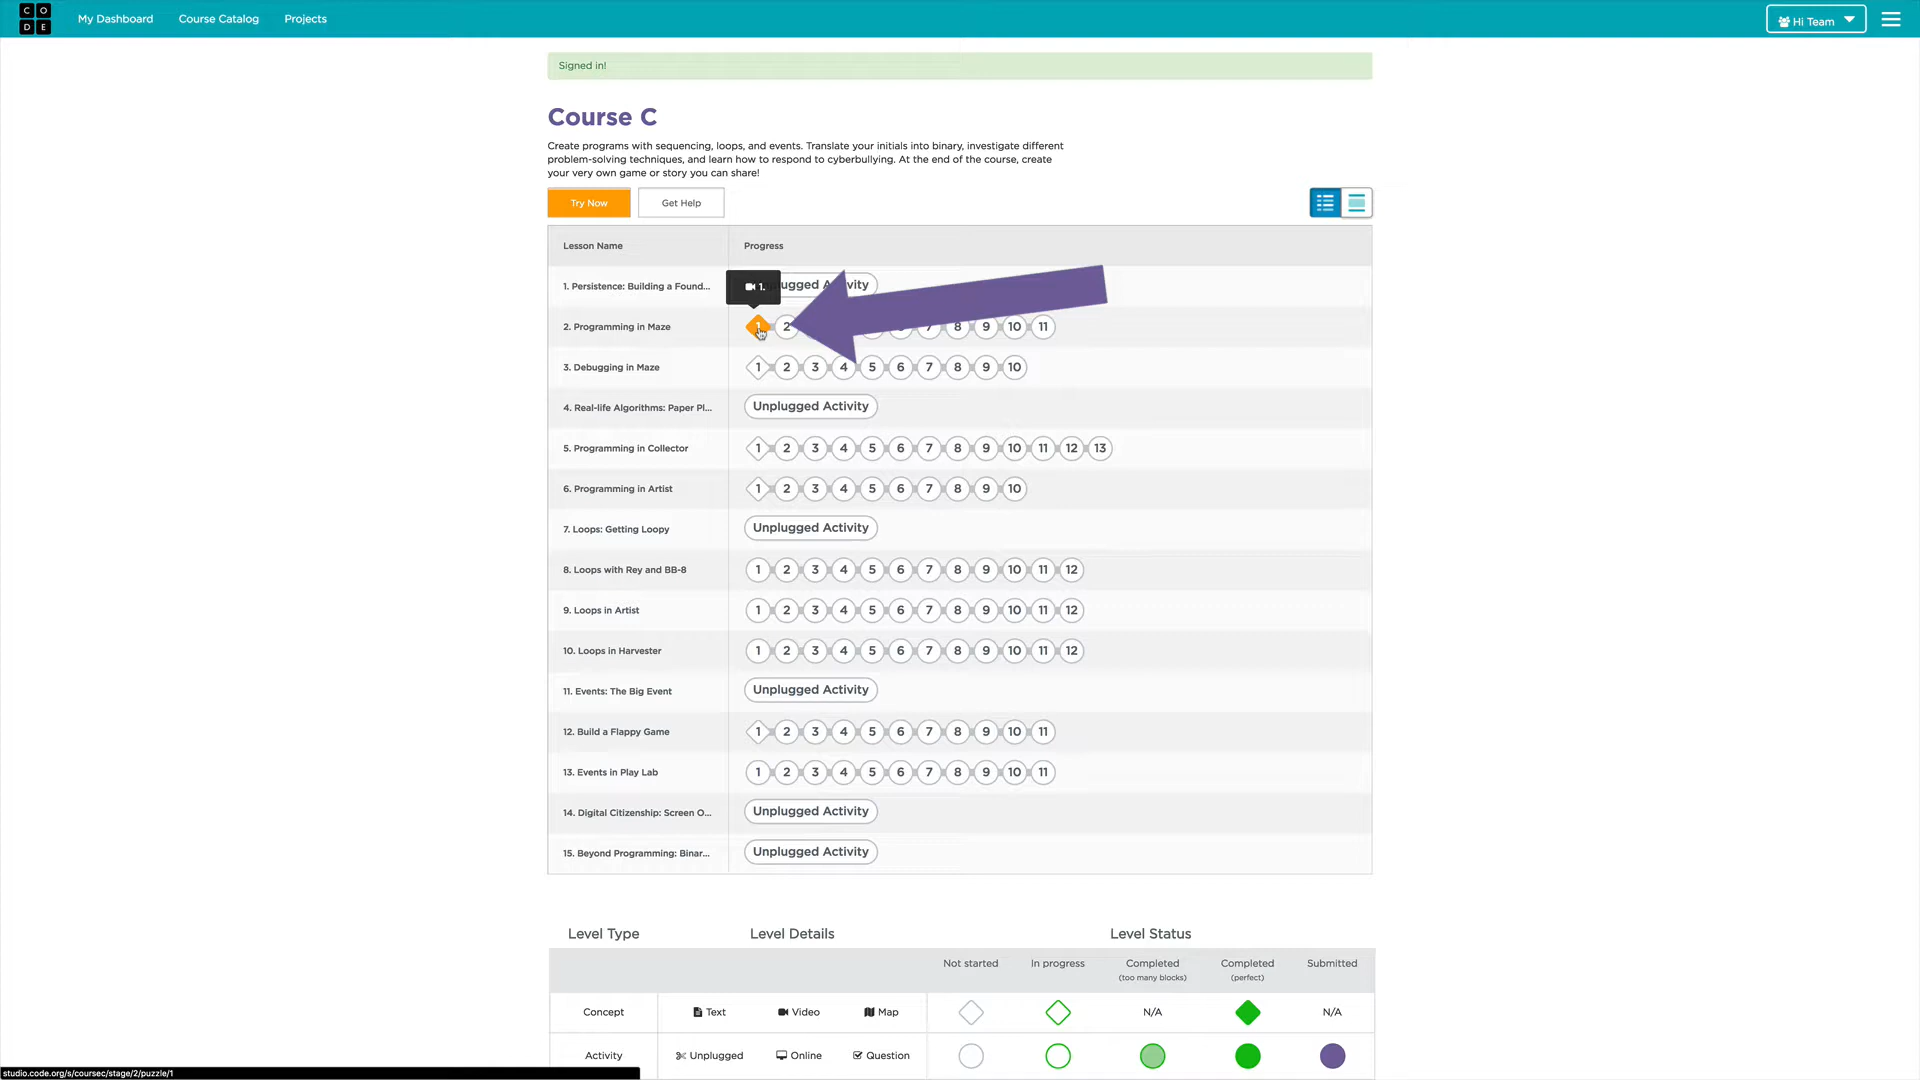 C O
D E
My Dashboard
Course Catalog
Projects
Hi Team
Signed in!
Course C
Create programs with sequencing, loops, and events. Translate your initials into binary, investigate different
problem-solving techniques, and learn how to respond to cyberbullying. At the end of the course, create
your very own game or story you can share!
Try Now
Get Help
Lesson Name
Progress
1.
1. Persistence: Building a Found...
ugged A vity
2. Programming in Maze
1 2 7 8 9 10 11
3. Debugging in Maze
1 2 3 4 5 6 7 8 9 10
4. Real-life Algorithms: Paper Pl...
Unplugged Activity
5. Programming in Collector
1 2 3 4 5 6 7 8 9 10 11 12 13
6. Programming in Artist
1 2 3 4 5 6 7 8 9 10
7. Loops: Getting Loopy
Unplugged Activity
8. Loops with Rey and BB-8
1 2 3 4 5 6 7 8 9 10 11 12
9. Loops in Artist
1 2 3 4 5 6 7 8 9 10 11 12
10. Loops in Harvester
1 2 3 4 5 6 7 8 9 10 11 12
11. Events: The Big Event
Unplugged Activity
12. Build a Flappy Game
1 2 3 4 5 6 7 8 9 10 11
13. Events in Play Lab
1 2 3 4 5 6 7 8 9 10 11
14. Digital Citizenship: Screen O...
Unplugged Activity
15. Beyond Programming: Binar...
Unplugged Activity
Level Type
Level Details
Level Status
Not started
In progress
Completed
(too many blocks)
Completed
(perfect)
Submitted
Concept
Text
Video
Map
N/A
N/A
Activity
Unplugged
Online
Question
studio.code.org/s/coursec/stage/2/puzzle/1